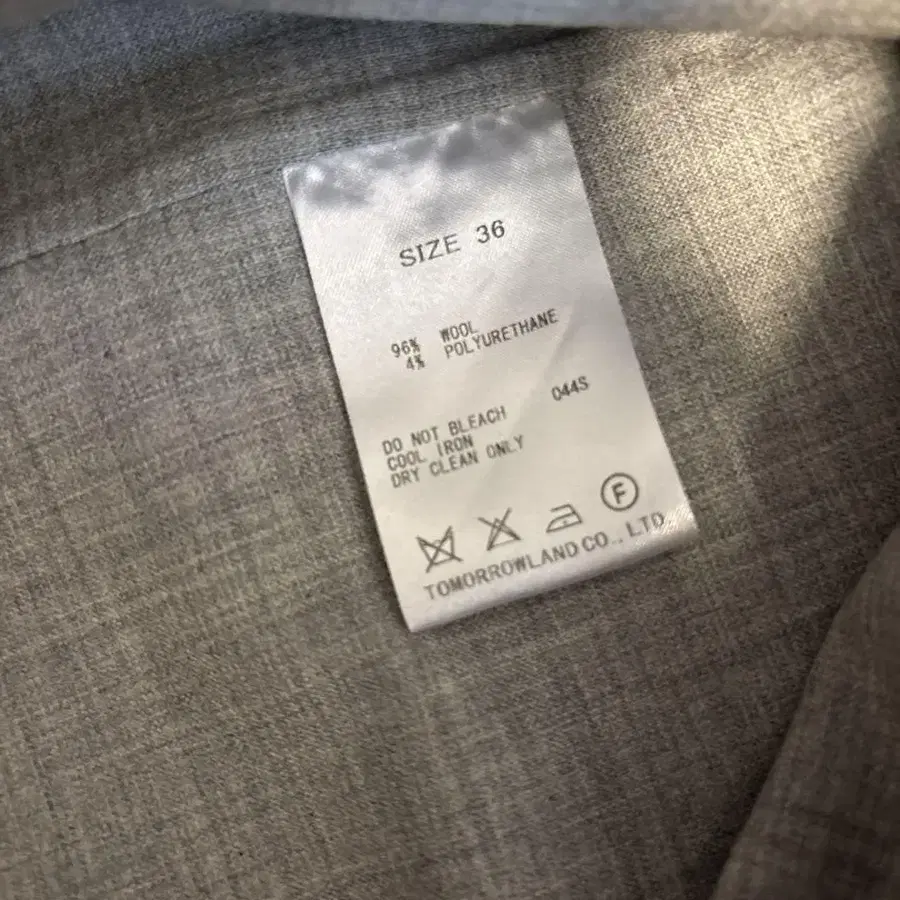 SIZE 36
96% WOOL
4% POLYURETHANE
044S
DO NOT BLEACH
COOL IRON
DRY CLEAN ONLY
F
TOMORROWLAND CO., LTD